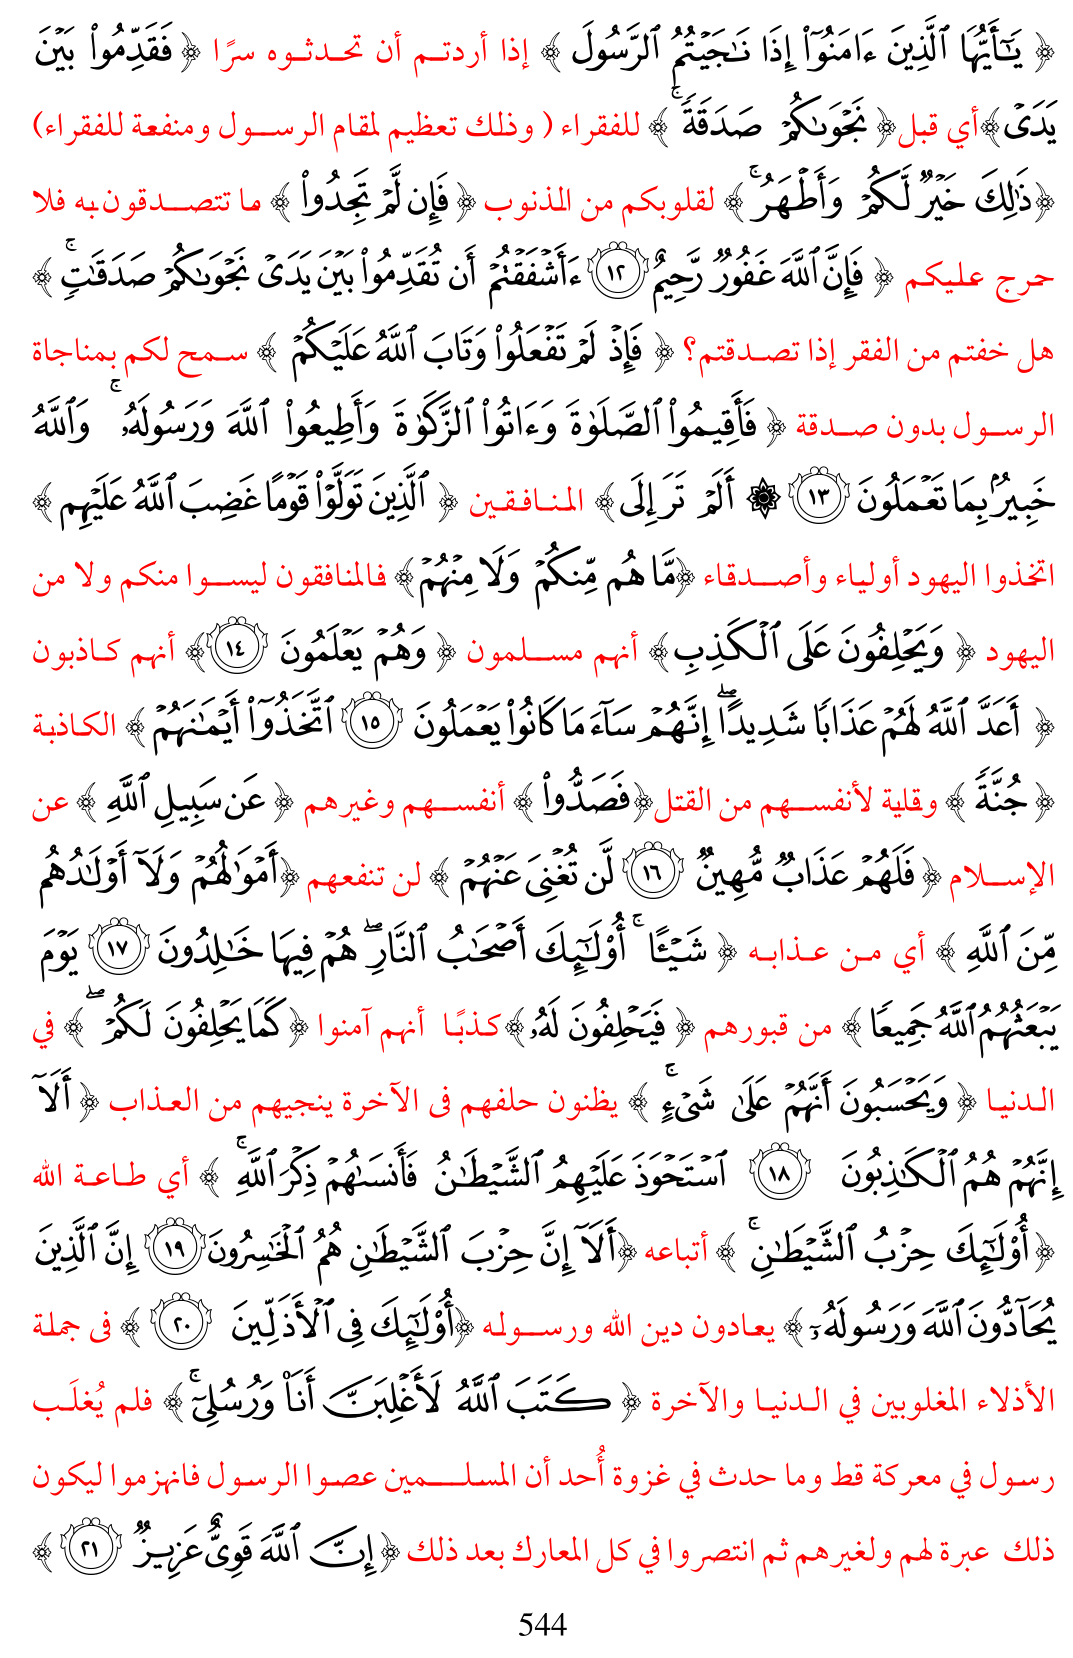 ﴿ يَٰٓأَيُّهَا ٱلَّذِينَ ءَامَنُوٓاْ إِذَا نَٰجَيۡتُمُ ٱلرَّسُولَ ﴾ إذا أردتم أن تحدثوه سرًا ﴿ فَقَدِّمُواْ بَيۡنَ
يَدَيۡ﴾أي قبل﴿ نَجۡوَىٰكُمۡ صَدَقَةٗۚ ﴾ للفقراء ( وذلك تعظيم لمقام الرسول ومنفعة للفقراء)
﴿ذَٰلِكَ خَيۡرٞ لَّكُمۡ وَأَطۡهَرُۚ ﴾ لقلوبكم من الذنوب ﴿ فَإِن لَّمۡ تَجِدُواْ ﴾ ما تتصدقون به فلا
حرج عليكم ﴿ فَإِنَّ ٱللَّهَ غَفُورٞ رَّحِيمٌ ١٢ ءَأَشۡفَقۡتُمۡ أَن تُقَدِّمُواْ بَيۡنَ يَدَيۡ نَجۡوَىٰكُمۡ صَدَقَٰتٖۚ ﴾
هل خفتم من الفقر إذا تصدقتم؟ ﴿ فَإِذۡ لَمۡ تَفۡعَلُواْ وَتَابَ ٱللَّهُ عَلَيۡكُمۡ ﴾ سمح لكم بمناجاة
الرسول بدون صدقة ﴿ فَأَقِيمُواْ ٱلصَّلَوٰةَ وَءَاتُواْ ٱلزَّكَوٰةَ وَأَطِيعُواْ ٱللَّهَ وَرَسُولَهُۥۚ وَٱللَّهُ
خَبِيرُۢ بِمَا تَعۡمَلُونَ ١٣ ۞ أَلَمۡ تَرَ إِلَى﴾ المنافقين ﴿ ٱلَّذِينَ تَوَلَّوۡاْ قَوۡمًا غَضِبَ ٱللَّهُ عَلَيۡهِم ﴾
اتخذوا اليهود أولياء وأصدقاء ﴿مَّا هُم مِّنكُمۡ وَلَا مِنۡهُمۡ﴾ فالمنافقون ليسوا منكم ولا من
اليهود ﴿ وَيَحۡلِفُونَ عَلَى ٱلۡكَذِبِ﴾ أنهم مسلمون ﴿ وَهُمۡ يَعۡلَمُونَ ١٤﴾ أنهم كاذبون
﴿ أَعَدَّ ٱللَّهُ لَهُمۡ عَذَابٗا شَدِيدًاۖ إِنَّهُمۡ سَآءَ مَا كَانُواْ يَعۡمَلُونَ ١٥ ٱتَّخَذُوٓاْ أَيۡمَٰنَهُمۡ ﴾ الكاذبة
﴿ جُنَّةٗ ﴾ وقاية لأنفسهم من القتل﴿فَصَدُّواْ ﴾ أنفسهم وغيرهم ﴿ عَن سَبِيلِ ٱللَّهِ ﴾ عن
الإسلام ﴿ فَلَهُمۡ عَذَابٞ مُّهِينٞ ١٦ لَّن تُغۡنِيَ عَنۡهُمۡ ﴾ لن تنفعهم ﴿أَمۡوَٰلُهُمۡ وَلَآ أَوۡلَٰدُهُم
مِّنَ ٱللَّهِ ﴾ أي من عذابه ﴿ شَيۡـًٔاۚ أُوْلَٰٓئِكَ أَصۡحَٰبُ ٱلنَّارِۖ هُمۡ فِيهَا خَٰلِدُونَ ١٧ يَوۡمَ
يَبۡعَثُهُمُ ٱللَّهُ جَمِيعٗا ﴾ من قبورهم ﴿ فَيَحۡلِفُونَ لَهُۥ ﴾كذبًا أنهم آمنوا ﴿كَمَا يَحۡلِفُونَ لَكُمۡۖ ﴾ في
الدنيا ﴿ وَيَحۡسَبُونَ أَنَّهُمۡ عَلَىٰ شَيۡءٍۚ ﴾ يظنون حلفهم فى الآخرة ينجيهم من العذاب ﴿ أَلَآ
إِنَّهُمۡ هُمُ ٱلۡكَٰذِبُونَ ١٨ ٱسۡتَحۡوَذَ عَلَيۡهِمُ ٱلشَّيۡطَٰنُ فَأَنسَىٰهُمۡ ذِكۡرَ ٱللَّهِۚ ﴾ أي طاعة الله
﴿ أُوْلَٰٓئِكَ حِزۡبُ ٱلشَّيۡطَٰنِۚ ﴾ أتباعه ﴿أَلَآ إِنَّ حِزۡبَ ٱلشَّيۡطَٰنِ هُمُ ٱلۡخَٰسِرُونَ ١٩ إِنَّ ٱلَّذِينَ
يُحَآدُّونَ ٱللَّهَ وَرَسُولَهُۥٓ ﴾ يعادون دين الله ورسوله ﴿أُوْلَٰٓئِكَ فِي ٱلۡأَذَلِّينَ ٢٠ ﴾ فى جملة
الأذلاء المغلوبين في الدنيا والآخرة ﴿ كَتَبَ ٱللَّهُ لَأَغۡلِبَنَّ أَنَا۠ وَرُسُلِيٓۚ ﴾ فلم يُغلَب
رسول في معركة قط وما حدث في غزوة أُحد أن المسلمين عصوا الرسول فانهزموا ليكون
ذلك عبرة لهم ولغيرهم ثم انتصروا في كل المعارك بعد ذلك ﴿إِنَّ ٱللَّهَ قَوِيٌّ عَزِيزٞ ٢١ ﴾
544